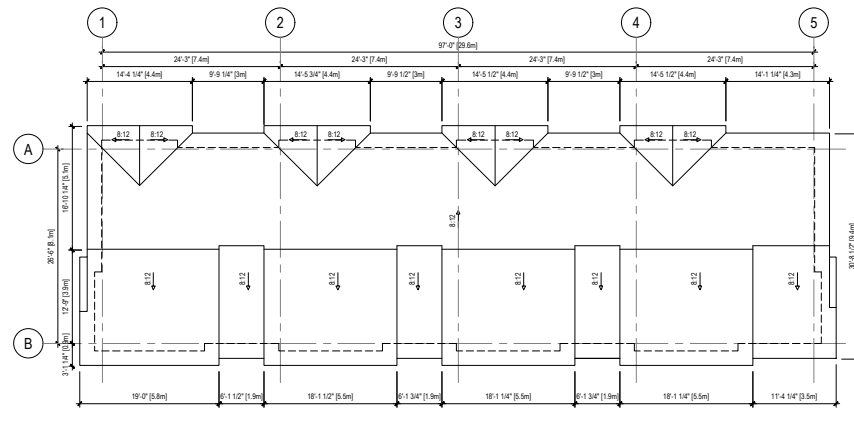 1 2 3 4 5
97'-0" [29.6m]
24'-3" [7.4m] 24'-3" [7.4m] 24'-3" [7.4m] 24'-3" [7.4m]
14'-4 1/4" [4.4m] 9'-9 1/4" [3m] 14'-5 3/4" [4.4m] 9'-9 1/2" [3m] 14'-5 1/2" [4.4m] 9'-9 1/2" [3m] 14'-5 1/2" [4.4m] 14'-1 1/4" [4.3m]
8:12 8:12 8:12 8:12 8:12 8:12 8:12 8:12
A
16'-10 1/4" [5.1m]
8:12
26'-6" [8.1m]
30'-8 1/2" [9.4m]
12'-9" [3.9m]
8:12 8:12 8:12 8:12 8:12 8:12 8:12 8:12
B
3'-1 1/4" [0.9m]
19'-0" [5.8m] 6'-1 1/2" [1.9m] 18'-1 1/2" [5.5m] 6'-1 3/4" [1.9m] 18'-1 1/4" [5.5m] 6'-1 3/4" [1.9m] 18'-1 1/4" [5.5m] 11'-4 1/4" [3.5m]